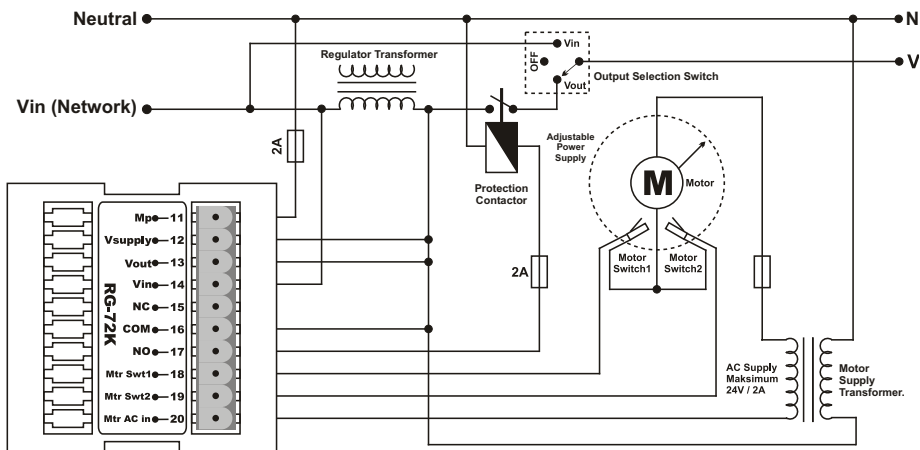 Neutral
N
Regulator Transformer
Vin
OFF
Vout
Output Selection Switch
V
Vin (Network)
2A
Adjustable
Power
Supply
Protection
Contactor
M
Motor
Motor
Switch1
Motor
Switch2
2A
RG-72K
Mp 11
Vsupply 12
Vout 13
Vin 14
NC 15
COM 16
NO 17
Mtr Swt1 18
Mtr Swt2 19
Mtr AC in 20
AC Supply
Maksimum
24V / 2A
Motor
Supply
Transformer.